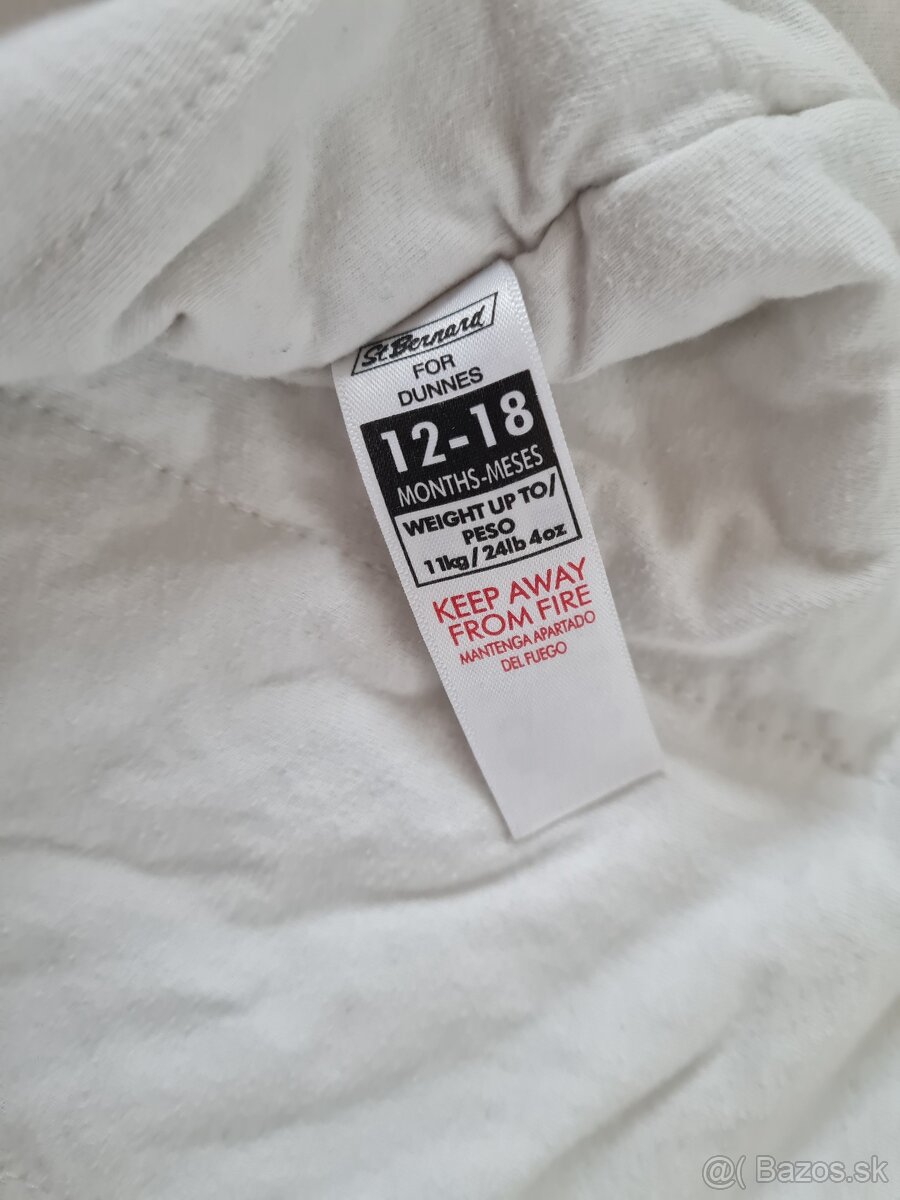 St. Bernard
FOR
DUNNES
12-18
MONTHS-MESES
WEIGHT UP TO/
PESO
11kg/24lb 4oz
KEEP AWAY
FROM FIRE
MANTENGA APARTADO
DEL FUEGO
@( Bazos.sk